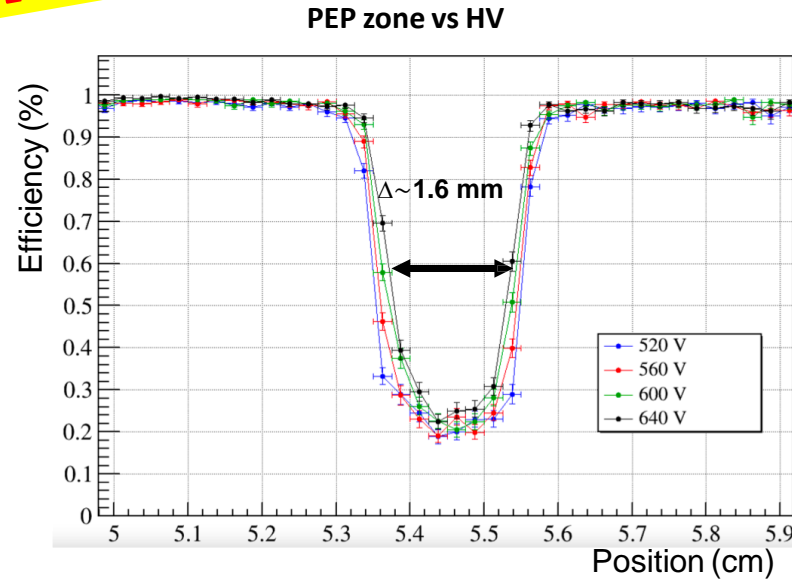 PEP zone vs HV
Efficiency (%)
1
0.9
0.8
0.7
0.6
0.5
0.4
0.3
0.2
0.1
0
Δ~1.6 mm
520 V
560 V
600 V
640 V
5 5.1 5.2 5.3 5.4 5.5 5.6 5.7 5.8 5.9
Position (cm)